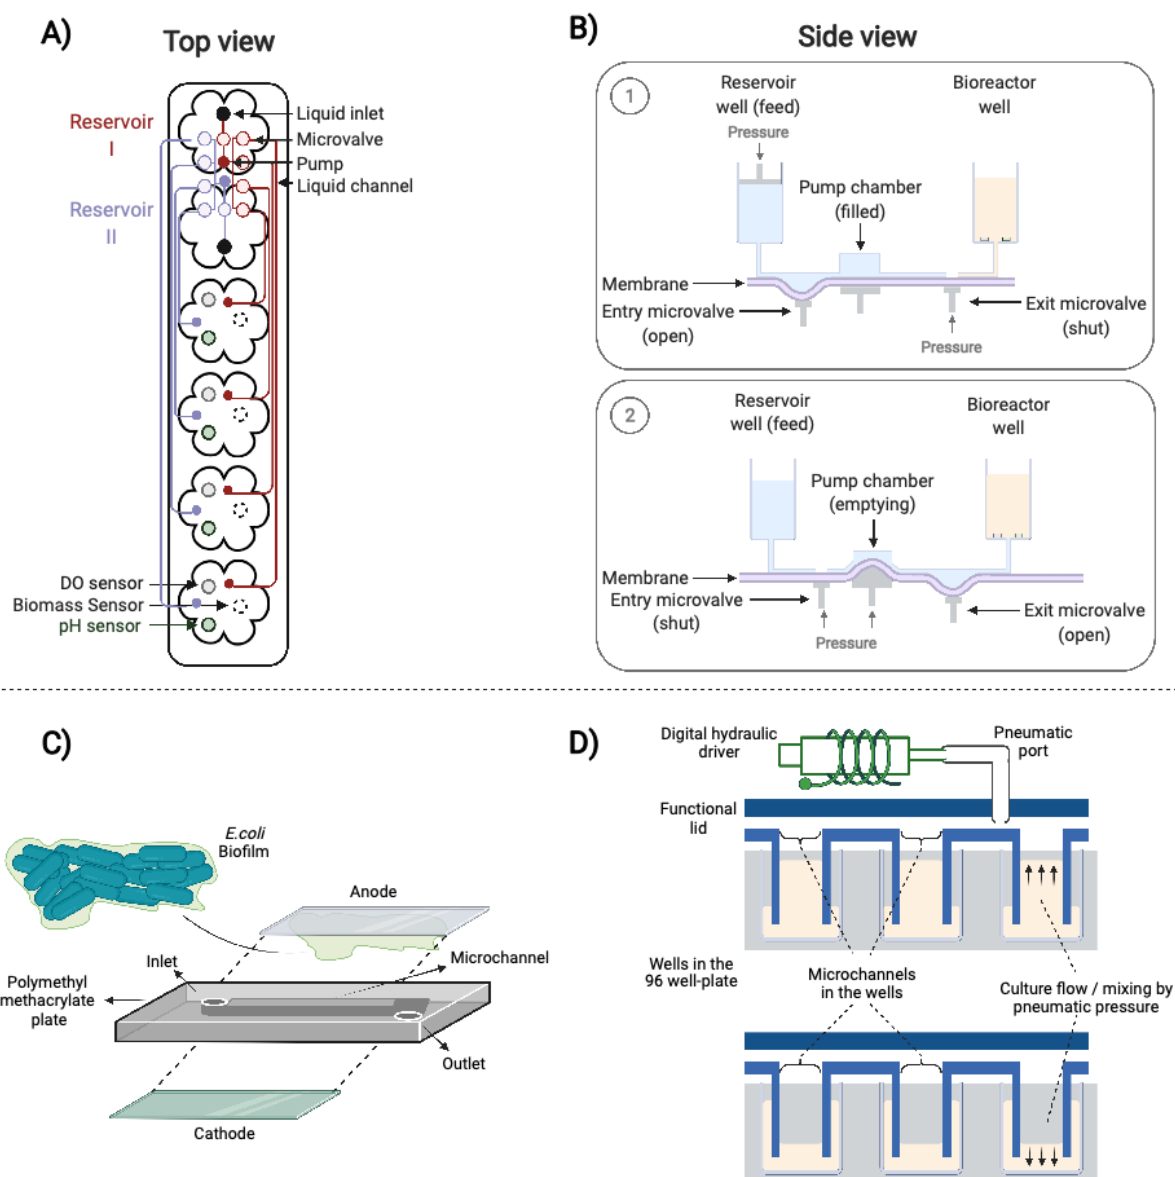 A)
Top view
Reservoir
I
Liquid inlet
Microvalve
Pump
Liquid channel
Reservoir
II
DO sensor
Biomass Sensor
pH sensor
B)
Side view
1
Reservoir
well (feed)
Bioreactor
well
Pressure
Pump chamber
(filled)
Membrane
Entry microvalve
(open)
Exit microvalve
(shut)
Pressure
2
Reservoir
well (feed)
Bioreactor
well
Pump chamber
(emptying)
Membrane
Entry microvalve
(shut)
Exit microvalve
(open)
Pressure
C)
E.coli
Biofilm
Anode
Inlet
Microchannel
Polymethyl
methacrylate
plate
Outlet
Cathode
D)
Digital hydraulic
driver
Pneumatic
port
Functional
lid
Wells in the
96 well-plate
Microchannels
in the wells
Culture flow / mixing by
pneumatic pressure